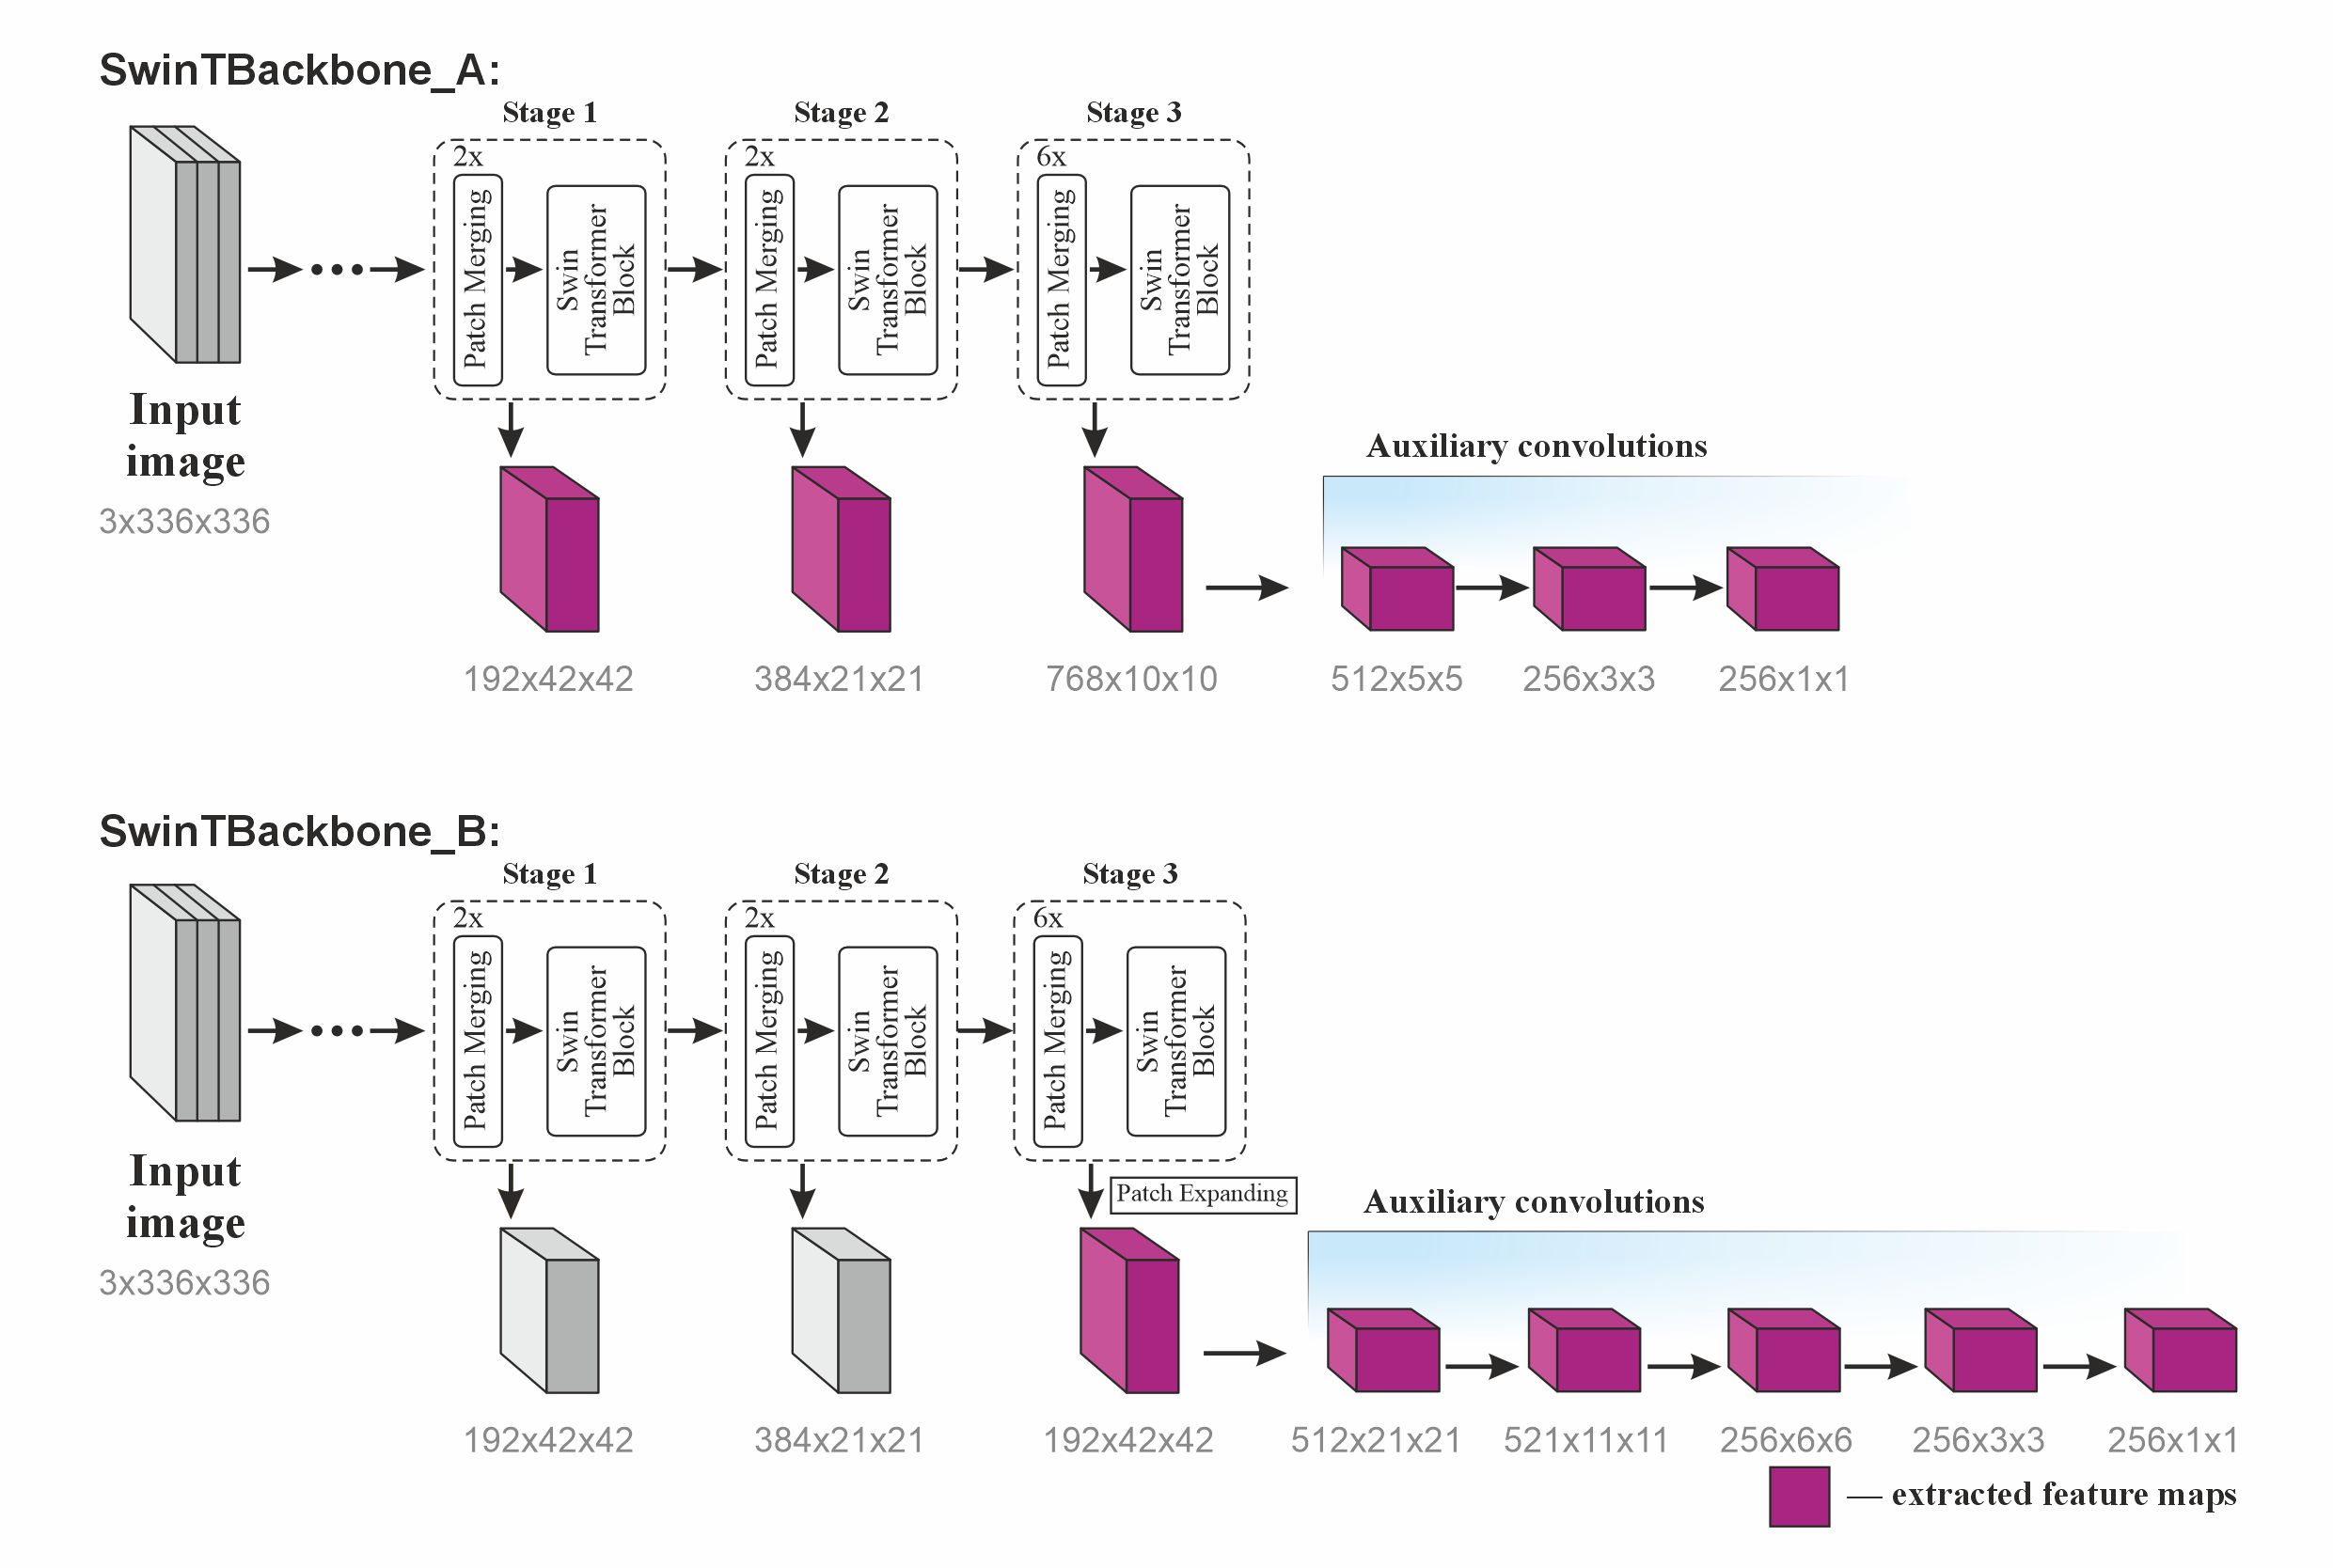 SwinTBackbone_A:
Stage 1
Stage 2
Stage 3
2x
Patch Merging
Swin
Transformer
Block
2x
Patch Merging
Swin
Transformer
Block
6x
Patch Merging
Swin
Transformer
Block
Input
image
3x336x336
Auxiliary convolutions
192x42x42
384x21x21
768x10x10
512x5x5
256x3x3
256x1x1
SwinTBackbone_B:
Stage 1
Stage 2
Stage 3
2x
Patch Merging
Swin
Transformer
Block
2x
Patch Merging
Swin
Transformer
Block
6x
Patch Merging
Swin
Transformer
Block
Input
image
3x336x336
Patch Expanding
Auxiliary convolutions
192x42x42
384x21x21
192x42x42
512x21x21
521x11x11
256x6x6
256x3x3
256x1x1
— extracted feature maps